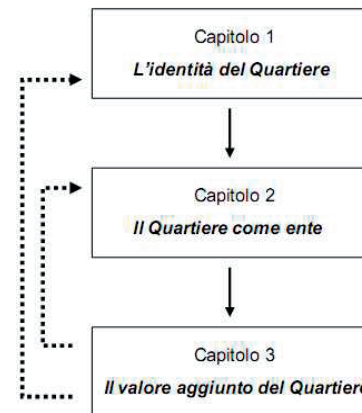 Capitolo 1
L'identità del Quartiere
Capitolo 2
Il Quartiere come ente
Capitolo 3
Il valore aggiunto del Quartiere